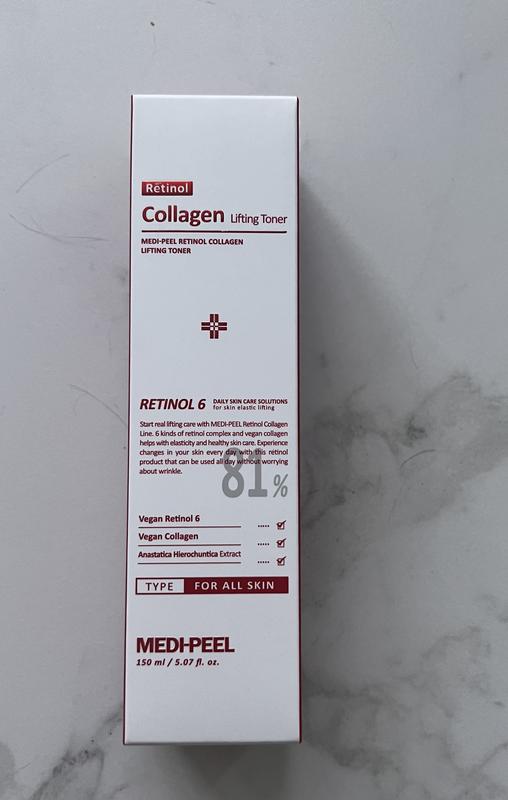 Retinol
Collagen Lifting Toner
MEDI-PEEL RETINOL COLLAGEN
LIFTING TONER
RETINOL 6 DAILY SKIN CARE SOLUTIONS
for skin elastic lifting
Start real lifting care with MEDI-PEEL Retinol Collagen
Line. 6 kinds of retinol complex and vegan collagen
helps with elasticity and healthy skin care. Experience
changes in your skin every day with this retinol
product that can be used all day without worrying
about wrinkle.
81%
Vegan Retinol 6 .....
Vegan Collagen .....
Anastatica Hierochuntica Extract .....
TYPE FOR ALL SKIN
MEDI-PEEL
150 ml / 5.07 fl. oz.